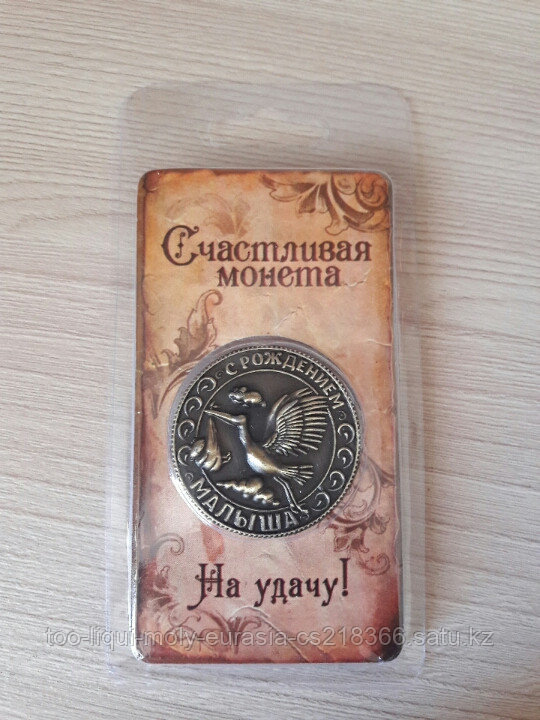 Счастливая
монета
С РОЖДЕНИЕМ
МАЛЫША
На удачу!
too-liqui-moly-eurasia-cs218366.satu.kz